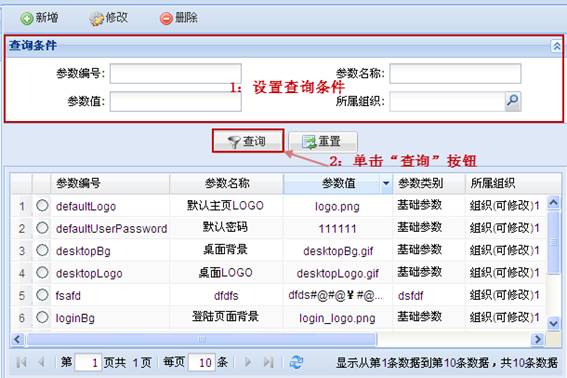 新增 修改 删除
查询条件
参数编号: 参数名称:
1：设置查询条件
参数值: 所属组织:
查询 重置
2：单击“查询”按钮
参数编号 参数名称 参数值 参数类别 所属组织
1 defaultLogo 默认主页LOGO logo.png 基础参数 组织(可修改)1
2 defaultUserPassword 默认密码 111111 基础参数 组织(可修改)1
3 desktopBg 桌面背景 desktopBg.gif 基础参数 组织(可修改)1
4 desktopLogo 桌面LOGO desktopLogo.gif 基础参数 组织(可修改)1
5 fsafd dfdfs dfds#@#@￥#@... dsfdf 组织(可修改)1
6 loginBg 登陆页面背景 login_logo.png 基础参数 组织(可修改)1
第 1 页共 1 页 每页 10 条 显示从第1条数据到第10条数据，共10条数据